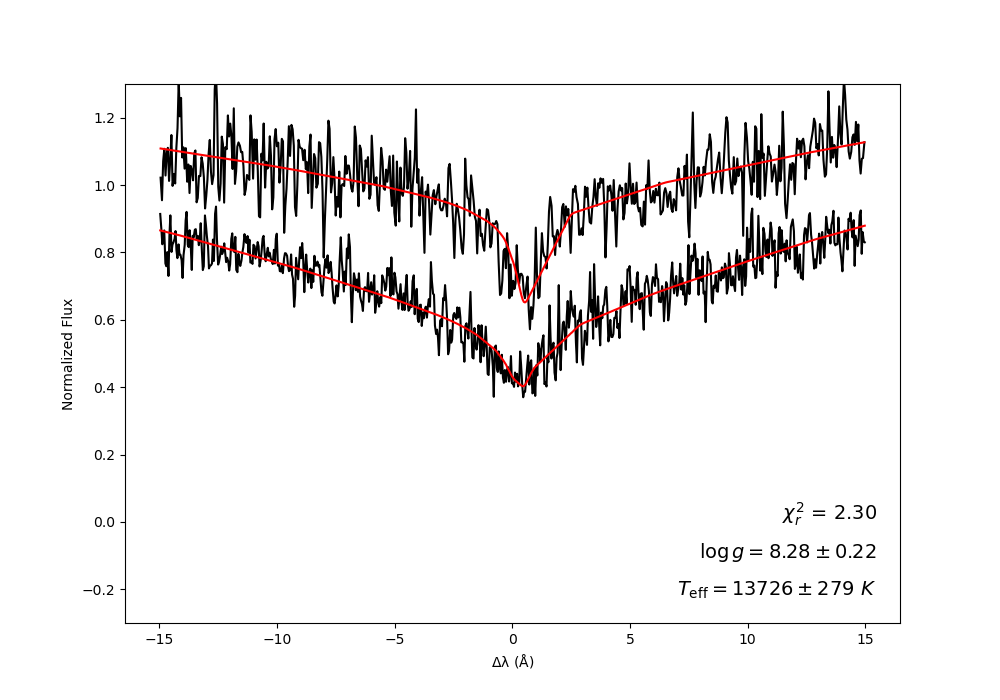 1.2
1.0
0.8
0.6
0.4
0.2
0.0
−0.2
Normalized Flux
χ²ᵣ = 2.30
log g = 8.28 ± 0.22
T_eff = 13726 ± 279 K
−15 −10 −5 0 5 10 15
Δλ (Å)